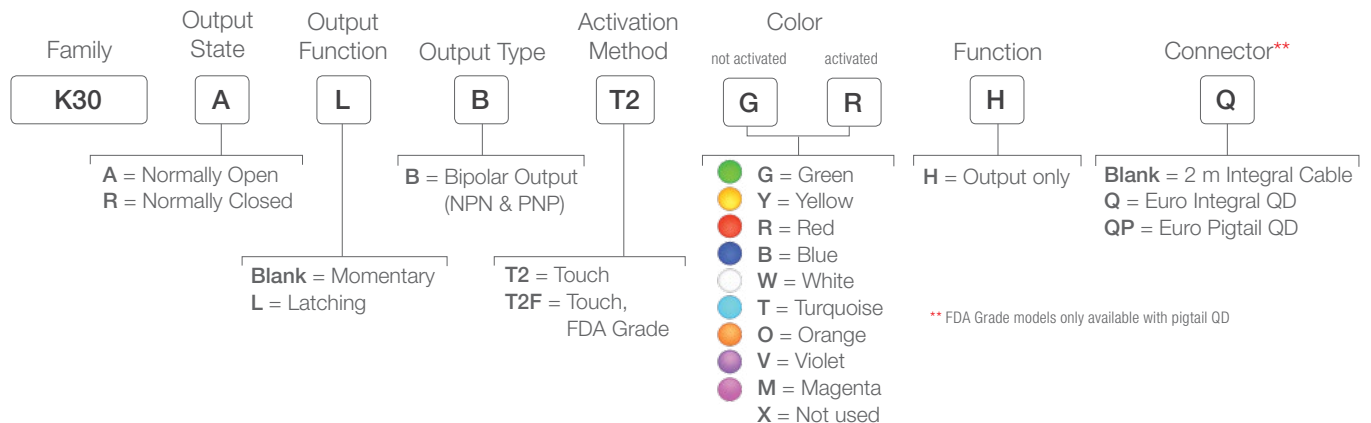 Family
Output
State
Output
Function
Output Type
Activation
Method
Color
not activated
activated
Function
Connector**
K30
A
L
B
T2
G
R
H
Q
A = Normally Open
R = Normally Closed
Blank = Momentary
L = Latching
B = Bipolar Output
(NPN & PNP)
T2 = Touch
T2F = Touch,
FDA Grade
G = Green
Y = Yellow
R = Red
B = Blue
W = White
T = Turquoise
O = Orange
V = Violet
M = Magenta
X = Not used
H = Output only
Blank = 2 m Integral Cable
Q = Euro Integral QD
QP = Euro Pigtail QD
** FDA Grade models only available with pigtail QD